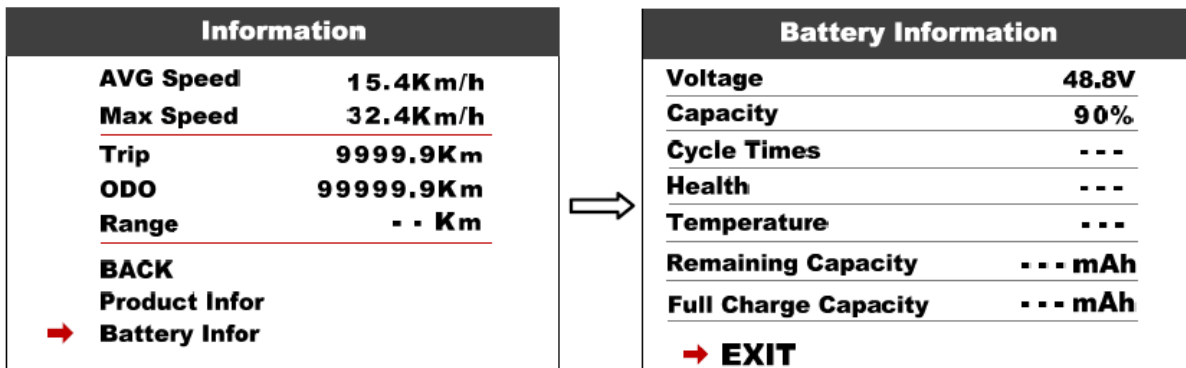 Information
AVG Speed 15.4Km/h
Max Speed 32.4Km/h
Trip 9999.9Km
ODO 99999.9Km
Range - - Km
BACK
Product Infor
Battery Infor
Battery Information
Voltage 48.8V
Capacity 90%
Cycle Times - - -
Health - - -
Temperature - - -
Remaining Capacity - - - mAh
Full Charge Capacity - - - mAh
EXIT